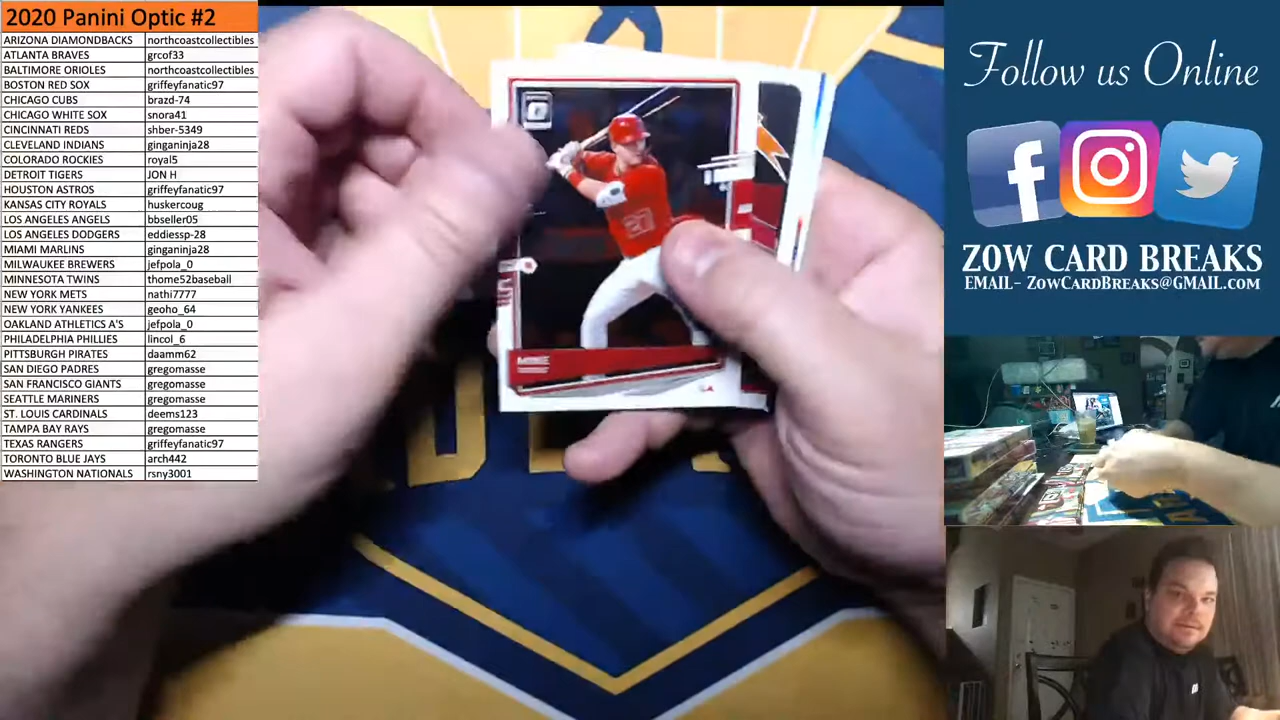 2020 Panini Optic #2
ARIZONA DIAMONDBACKS northcoastcollectibles
ATLANTA BRAVES grcof33
BALTIMORE ORIOLES northcoastcollectibles
BOSTON RED SOX griffeyfanatic97
CHICAGO CUBS brazd-74
CHICAGO WHITE SOX snora41
CINCINNATI REDS shber-5349
CLEVELAND INDIANS ginganinja28
COLORADO ROCKIES royal5
DETROIT TIGERS JON H
HOUSTON ASTROS griffeyfanatic97
KANSAS CITY ROYALS huskercoug
LOS ANGELES ANGELS bbseller05
LOS ANGELES DODGERS eddiessp-28
MIAMI MARLINS ginganinja28
MILWAUKEE BREWERS jefpola_0
MINNESOTA TWINS thome52baseball
NEW YORK METS nathi7777
NEW YORK YANKEES geoho_64
OAKLAND ATHLETICS A'S jefpola_0
PHILADELPHIA PHILLIES lincol_6
PITTSBURGH PIRATES daamm62
SAN DIEGO PADRES gregomasse
SAN FRANCISCO GIANTS gregomasse
SEATTLE MARINERS gregomasse
ST. LOUIS CARDINALS deems123
TAMPA BAY RAYS gregomasse
TEXAS RANGERS griffeyfanatic97
TORONTO BLUE JAYS arch442
WASHINGTON NATIONALS rsny3001
27
MIKE
Follow us Online
ZOW CARD BREAKS
EMAIL- ZowCardBreaks@GMAIL.com